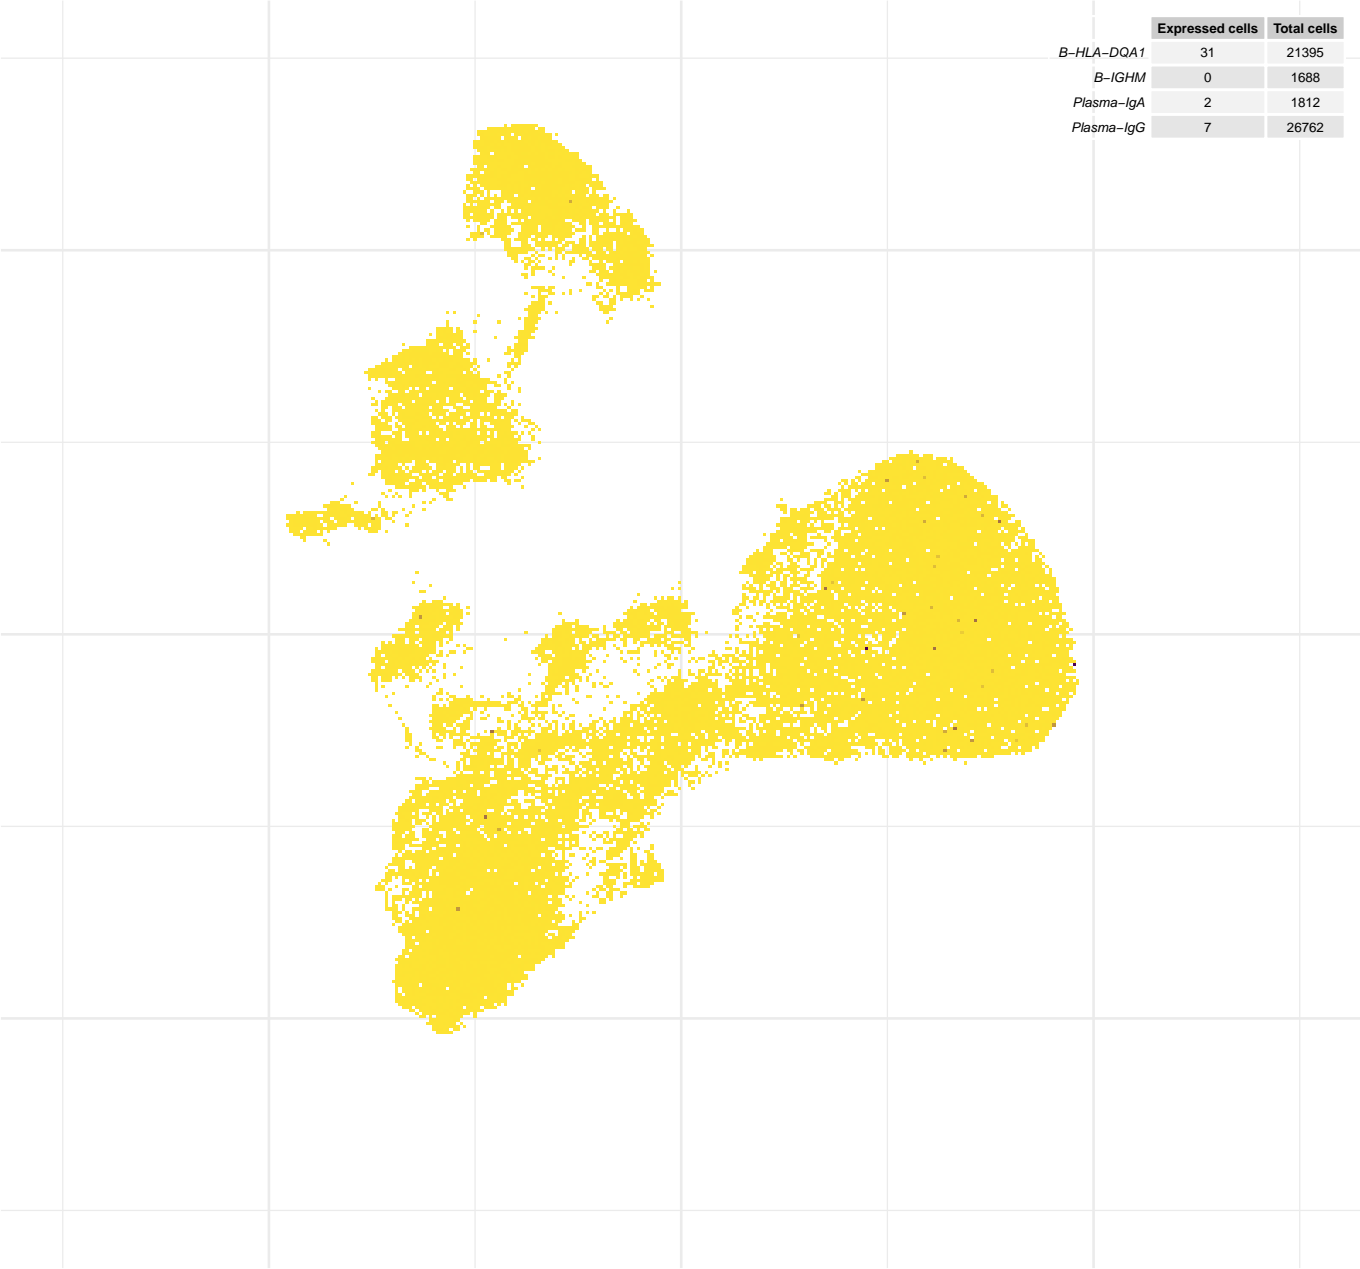 Expressed cells Total cells
B−HLA−DQA1 31 21395
B−IGHM 0 1688
Plasma−IgA 2 1812
Plasma−IgG 7 26762